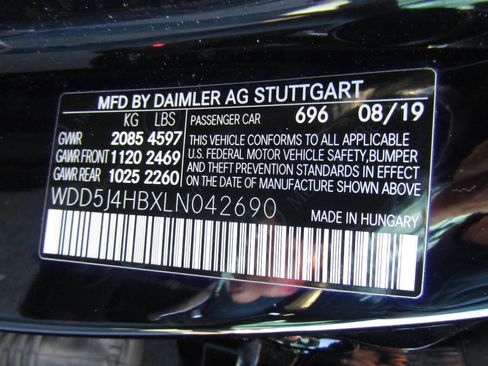 MFD BY DAIMLER AG STUTTGART
KG LBS PASSENGER CAR 696 08/19
GVWR 2085 4597
GAWR FRONT 1120 2469
GAWR REAR 1025 2260
THIS VEHICLE CONFORMS TO ALL APPLICABLE
U.S. FEDERAL MOTOR VEHICLE SAFETY, BUMPER
AND THEFT PREVENTION STANDARDS IN EFFECT
ON THE DATE OF MANUFACTURE SHOWN ABOVE.
WDD5J4HBXLN042690 MADE IN HUNGARY